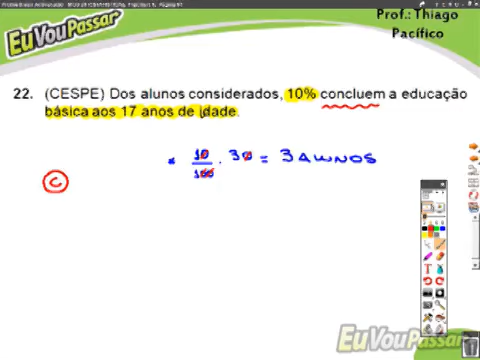 EuVouPassar
Prof.: Thiago
Pacífico
22. (CESPE) Dos alunos considerados, 10% concluem a educação
básica aos 17 anos de idade.
10/100 . 30 = 3 ALUNOS
C
EuVouPassar